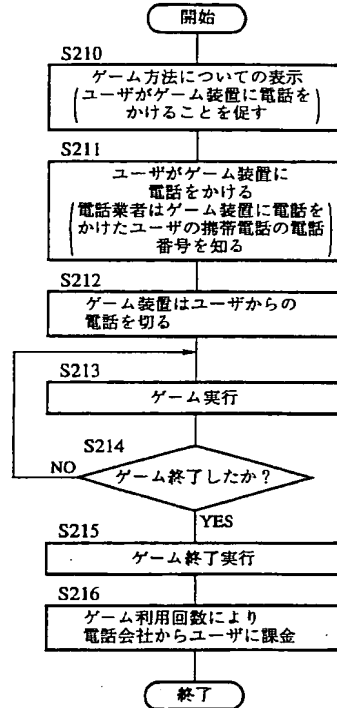 開始
S210
ゲーム方法についての表示
(ユーザがゲーム装置に電話を
かけることを促す)
S211
ユーザがゲーム装置に
電話をかける
(電話業者はゲーム装置に電話を
かけたユーザの携帯電話の電話
番号を知る)
S212
ゲーム装置はユーザからの
電話を切る
S213
ゲーム実行
S214
NO
ゲーム終了したか?
YES
S215
ゲーム終了実行
S216
ゲーム利用回数により
電話会社からユーザに課金
終了